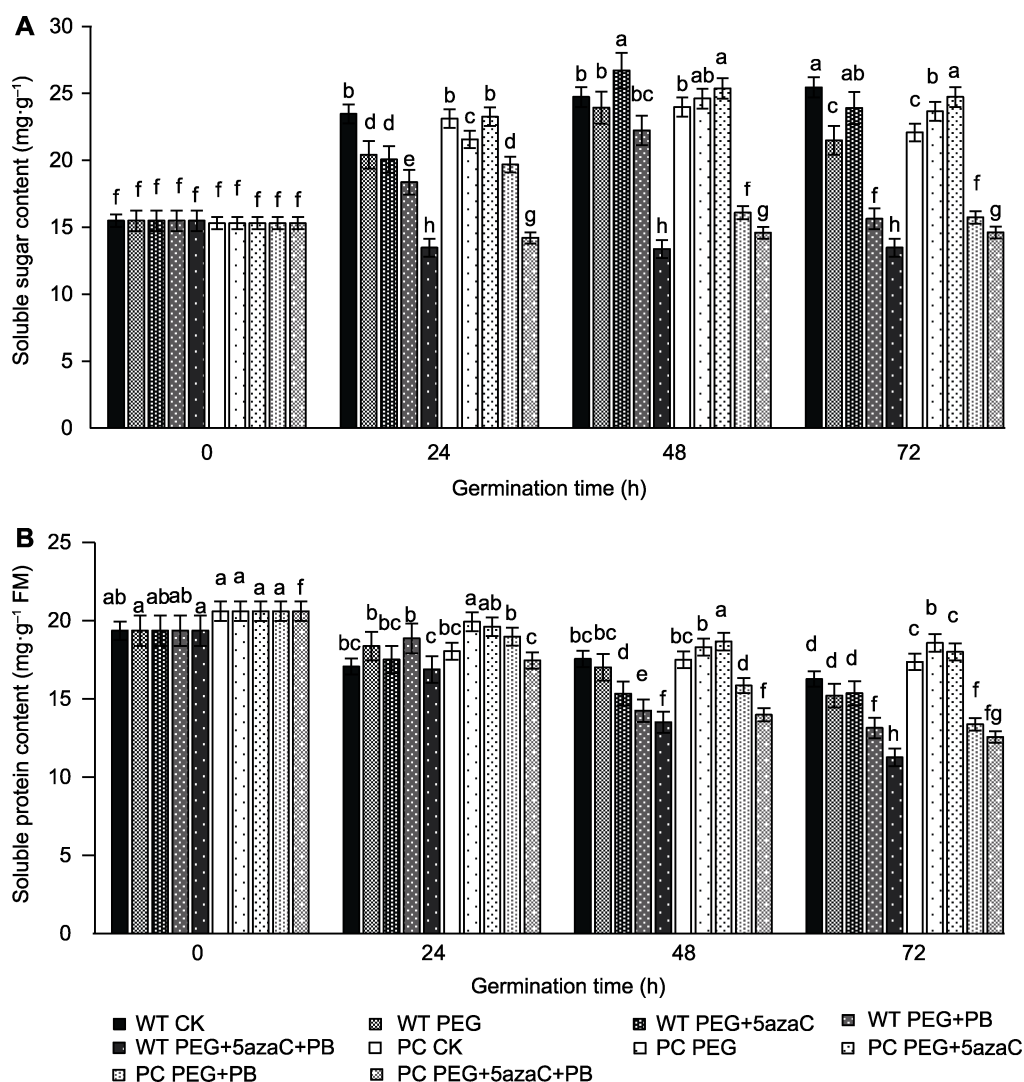 A
30
25
20
15
10
5
0
Soluble sugar content (mg·g⁻¹)
f f f f f f f f f f
b d d e h b c b d g
b b a bc h b ab a f g
a c ab f h c b a f g
0 24 48 72
Germination time (h)
B
25
20
15
10
5
0
Soluble protein content (mg·g⁻¹ FM)
ab a ab ab a a a a a f
bc b bc b c bc a ab b c
bc bc d e f bc b a d f
d d d f h c b c f fg
0 24 48 72
Germination time (h)
WT CK WT PEG WT PEG+5azaC WT PEG+PB
WT PEG+5azaC+PB PC CK PC PEG PC PEG+5azaC
PC PEG+PB PC PEG+5azaC+PB